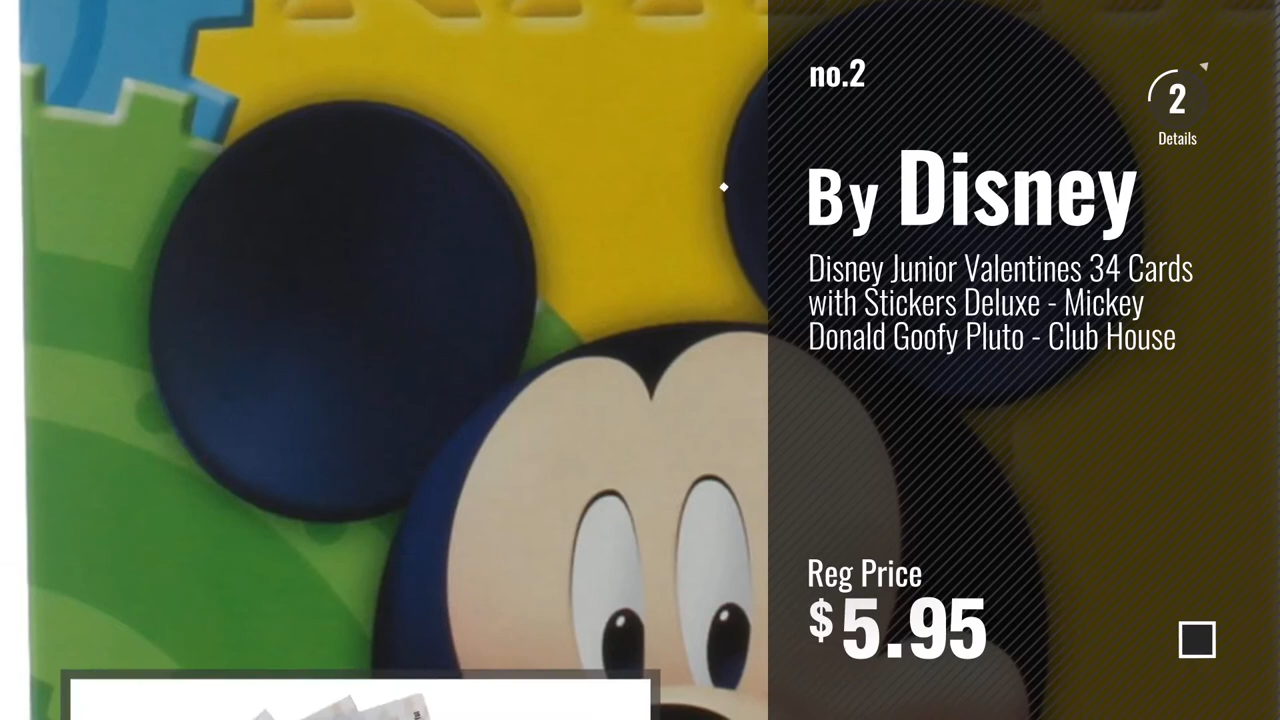 no.2
2
Details
By Disney
Disney Junior Valentines 34 Cards
with Stickers Deluxe - Mickey
Donald Goofy Pluto - Club House
Reg Price
$5.95